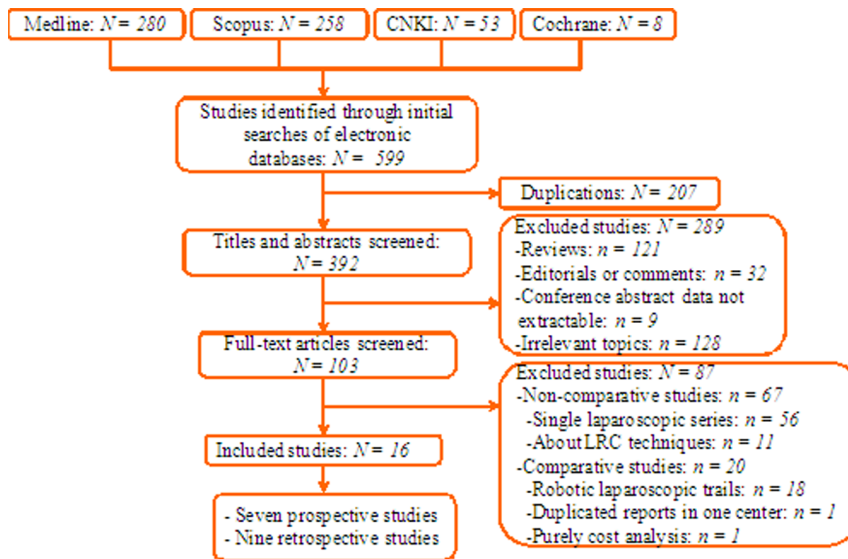 Medline: N = 280
Scopus: N = 258
CNKI: N = 53
Cochrane: N = 8
Studies identified through initial
searches of electronic
databases: N = 599
Duplications: N = 207
Titles and abstracts screened:
N = 392
Excluded studies: N = 289
-Reviews: n = 121
-Editorials or comments: n = 32
-Conference abstract data not
extractable: n = 9
-Irrelevant topics: n = 128
Full-text articles screened:
N = 103
Excluded studies: N = 87
-Non-comparative studies: n = 67
-Single laparoscopic series: n = 56
-About LRC techniques: n = 11
-Comparative studies: n = 20
-Robotic laparoscopic trails: n = 18
-Duplicated reports in one center: n = 1
-Purely cost analysis: n = 1
Included studies: N = 16
- Seven prospective studies
- Nine retrospective studies